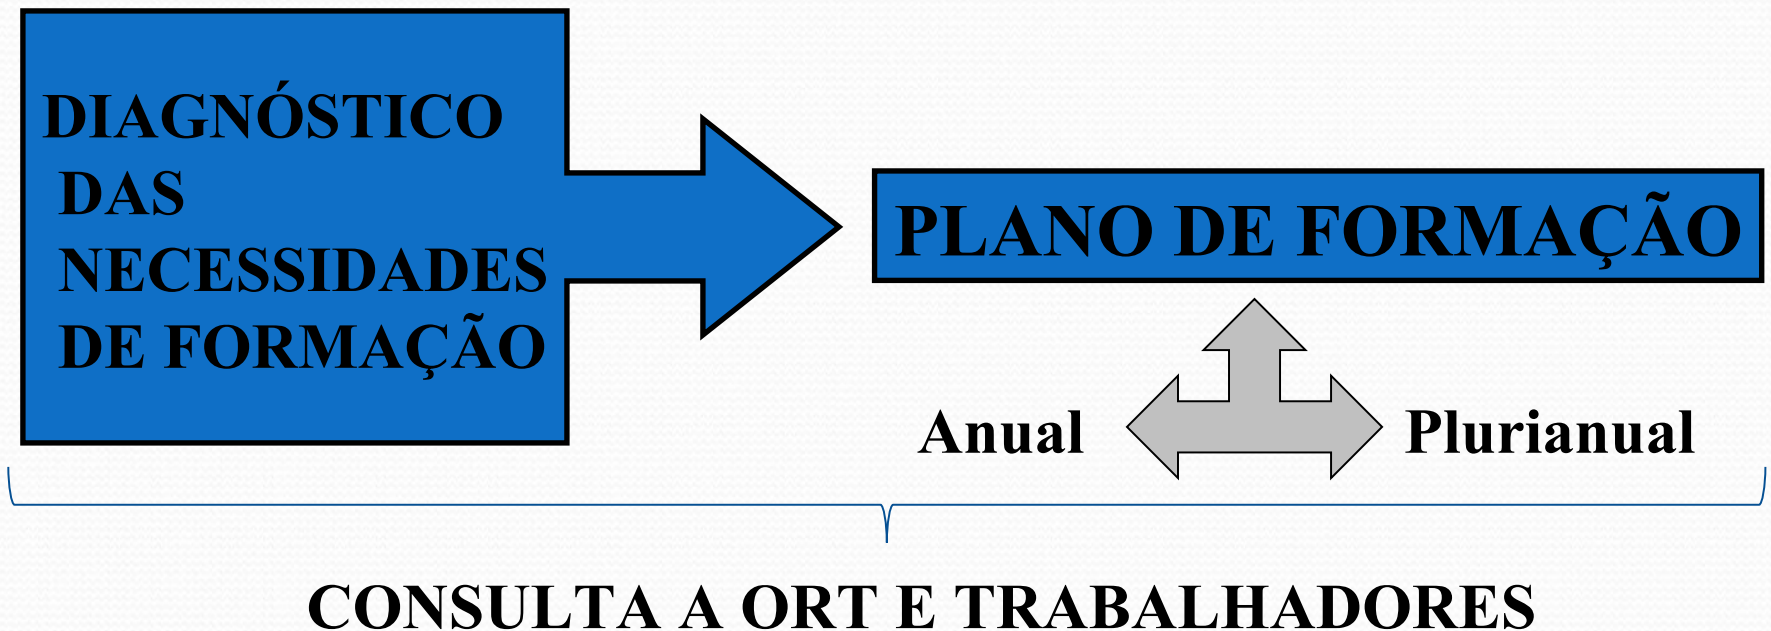 DIAGNÓSTICO
DAS
NECESSIDADES
DE FORMAÇÃO
PLANO DE FORMAÇÃO
Anual
Plurianual
CONSULTA A ORT E TRABALHADORES